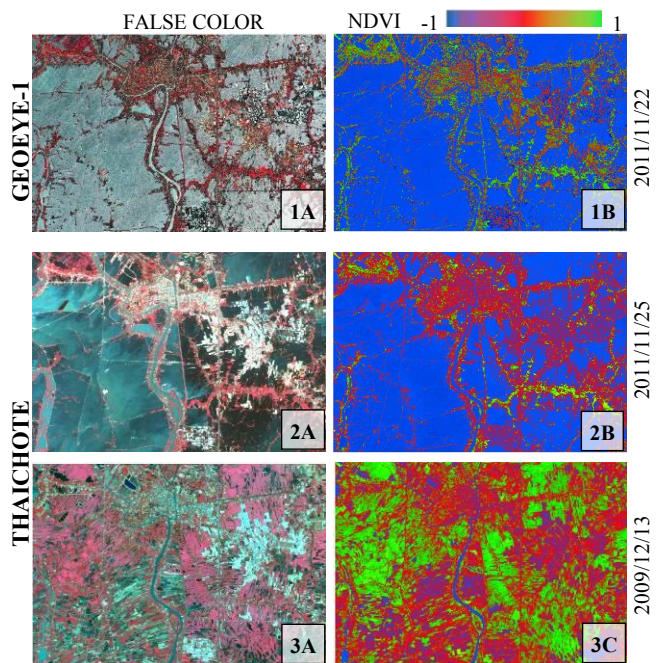 FALSE COLOR
NDVI -1 1
GEOEYE-1
1A
1B
2011/11/22
THAICHOTE
2A
2B
2011/11/25
3A
3C
2009/12/13